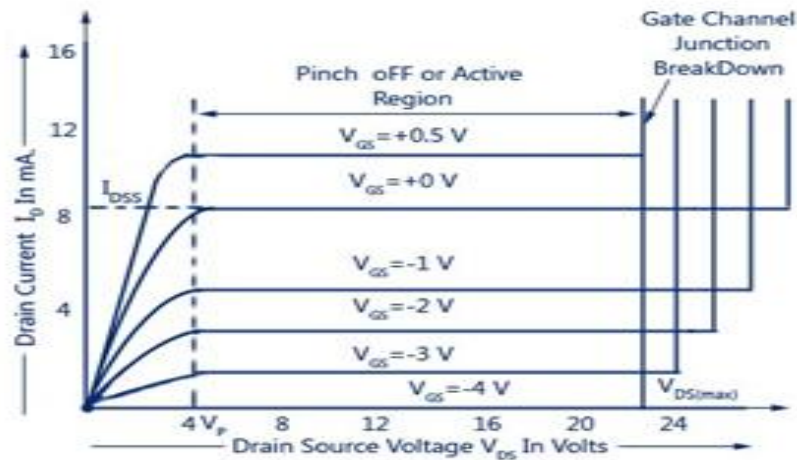 Gate Channel
Junction
BreakDown
16
Pinch oFF or Active
Region
12
V_GS=+0.5 V
V_GS=+0 V
I_DSS
8
V_GS=-1 V
4
V_GS=-2 V
V_GS=-3 V
V_GS=-4 V
V_DS(max)
4 V_P 8 12 16 20 24
Drain Source Voltage V_DS In Volts
Drain Current I_D In mA.